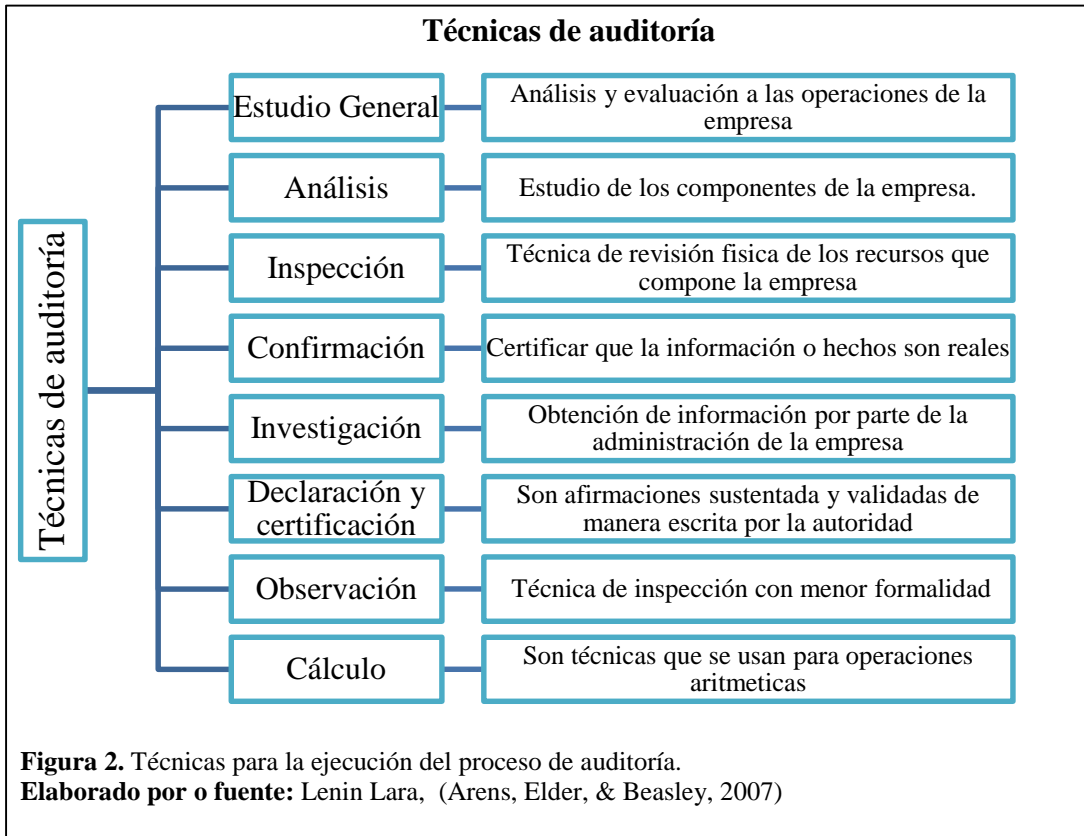 Técnicas de auditoría
Técnicas de auditoría
Estudio General
Análisis y evaluación a las operaciones de la
empresa
Análisis
Estudio de los componentes de la empresa.
Inspección
Técnica de revisión fisica de los recursos que
compone la empresa
Confirmación
Certificar que la información o hechos son reales
Investigación
Obtención de información por parte de la
administración de la empresa
Declaración y
certificación
Son afirmaciones sustentada y validadas de
manera escrita por la autoridad
Observación
Técnica de inspección con menor formalidad
Cálculo
Son técnicas que se usan para operaciones
aritmeticas
Figura 2. Técnicas para la ejecución del proceso de auditoría.
Elaborado por o fuente: Lenin Lara, (Arens, Elder, & Beasley, 2007)